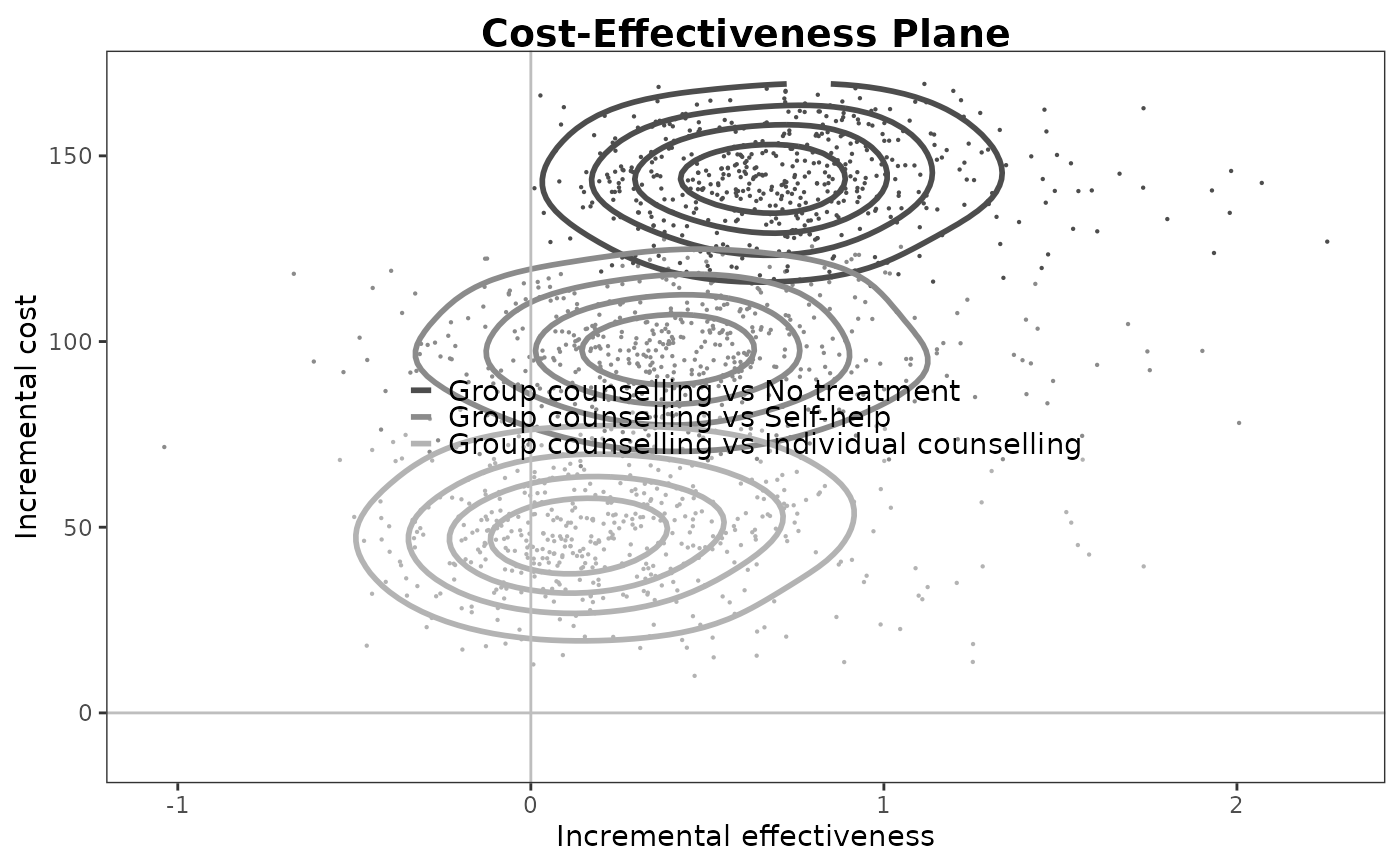 Cost-Effectiveness Plane
Incremental cost
150
100
50
0
Group counselling vs No treatment
Group counselling vs Self-help
Group counselling vs Individual counselling
-1
0
1
2
Incremental effectiveness